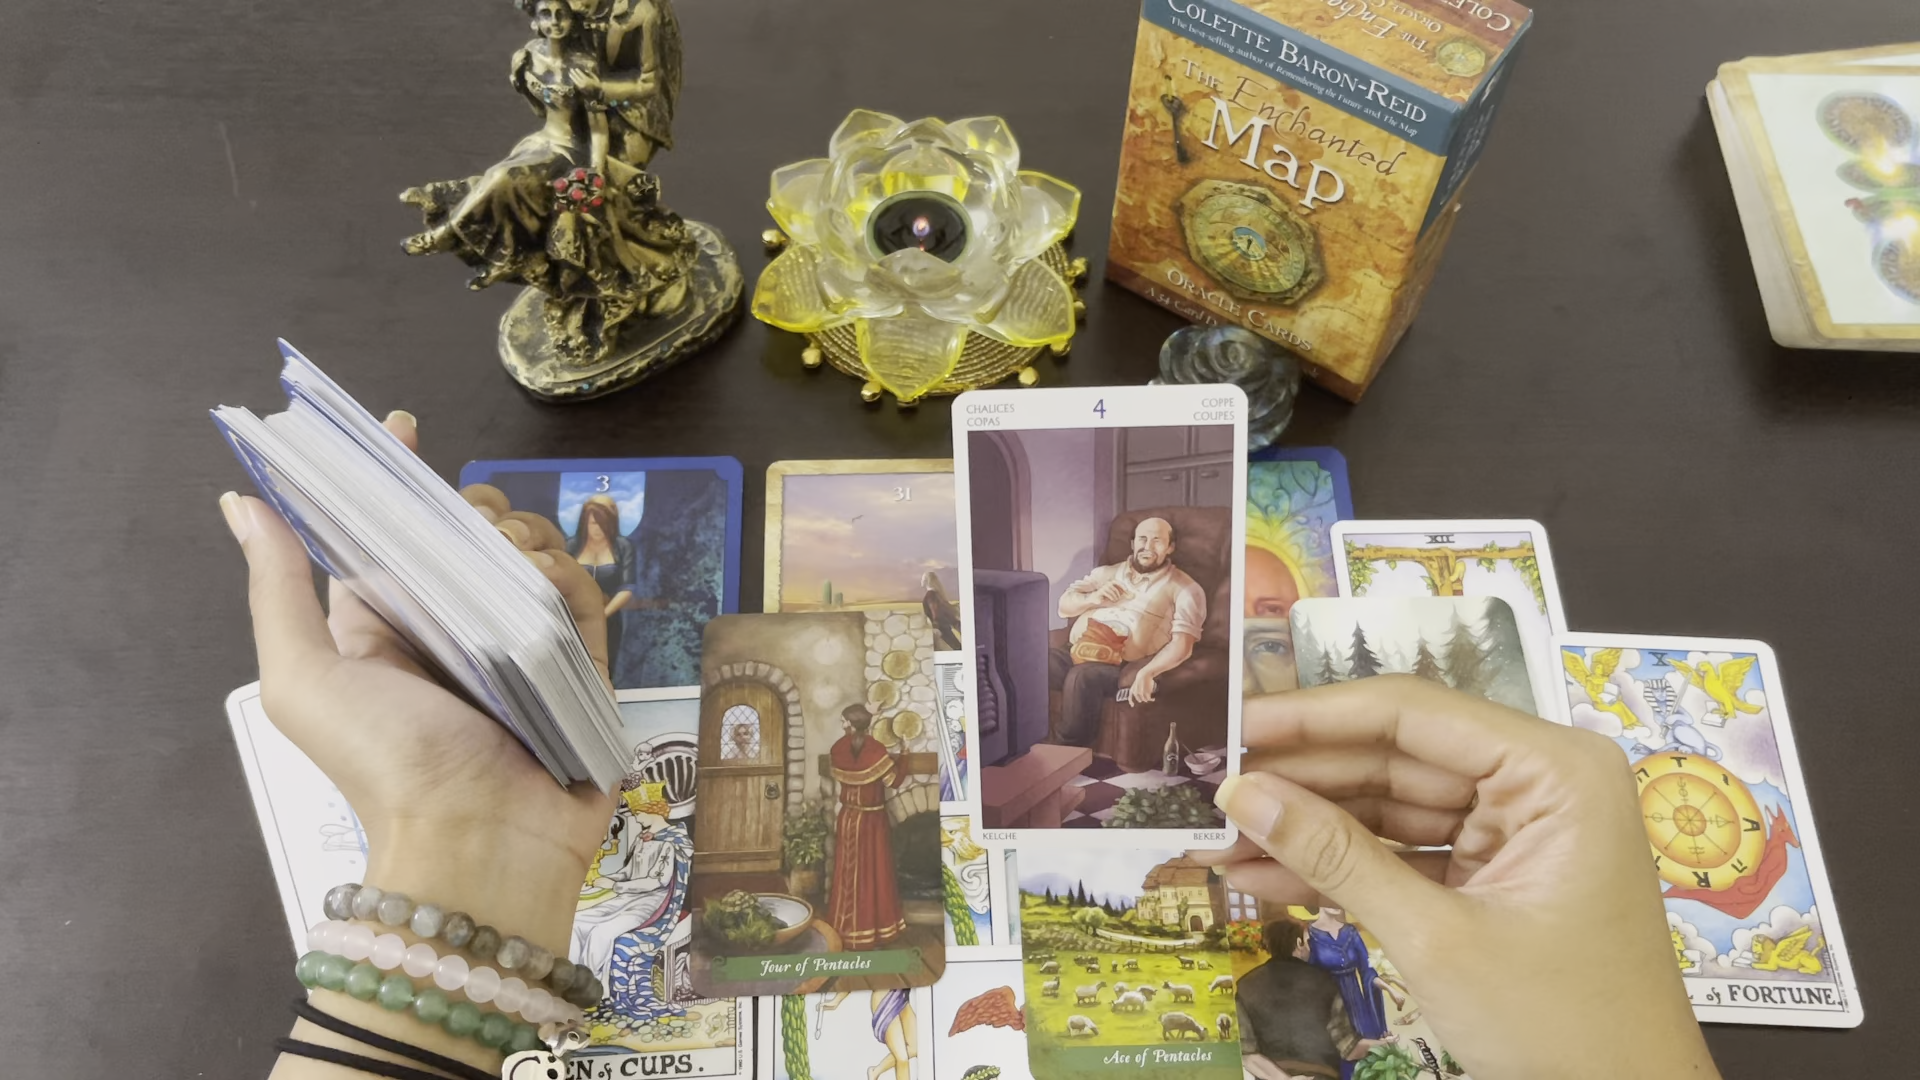 COLETTE BARON-REID
The best-selling author of Remembering the Future and The Map
THE Enchanted
Map
ORACLE CARDS
CHALICES
COPAS
4
COPPE
COUPES
KELCHE
BEKERS
3
31
XII
X
Four of Pentacles
Ace of Pentacles
EN of CUPS.
of FORTUNE.